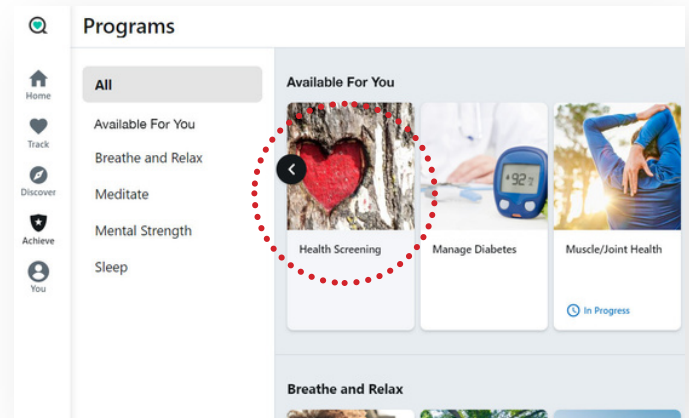 Programs
Home
Track
Discover
Achieve
You
All
Available For You
Breathe and Relax
Meditate
Mental Strength
Sleep
Available For You
92
Health Screening
Manage Diabetes
Muscle/Joint Health
In Progress
Breathe and Relax